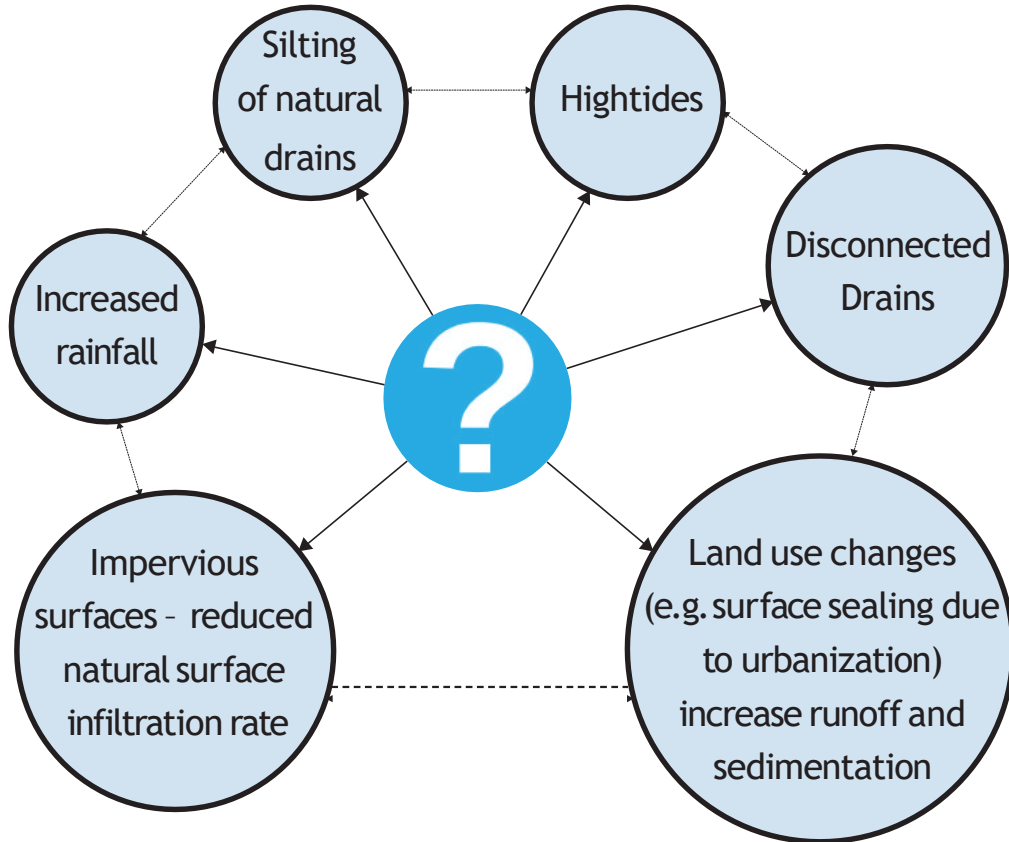 Silting
of natural
drains
Hightides
Disconnected
Drains
Increased
rainfall
?
Impervious
surfaces - reduced
natural surface
infiltration rate
Land use changes
(e.g. surface sealing due
to urbanization)
increase runoff and
sedimentation